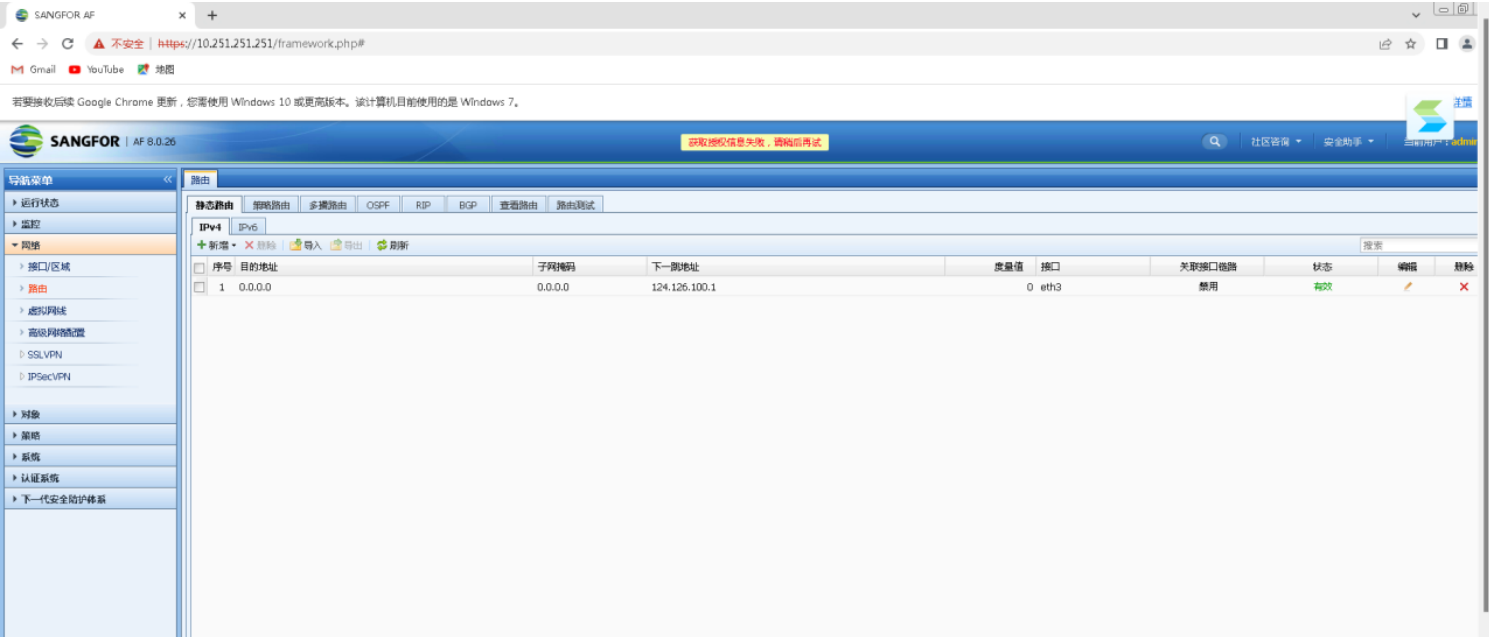 SANGFOR AF
不安全 https://10.251.251.251/framework.php#
Gmail YouTube 地图
若要接收后续 Google Chrome 更新，您需使用 Windows 10 或更高版本。该计算机目前使用的是 Windows 7。
SANGFOR | AF 8.0.26 获取授权信息失败，请稍后再试 社区咨询 安全助手
导航菜单 « 路由
运行状态
静态路由 策略路由 多播路由 OSPF RIP BGP 查看路由 路由测试
监控
IPv4 IPv6
网络
新增 删除 导入 导出 刷新 搜索
接口/区域
序号 目的地址 子网掩码 下一跳地址 度量值 接口 关联接口链路 状态 编辑 删除
路由
1 0.0.0.0 0.0.0.0 124.126.100.1 0 eth3 禁用 有效
虚拟网线
高级网络配置
SSLVPN
IPSecVPN
对象
策略
系统
认证系统
下一代安全防护体系